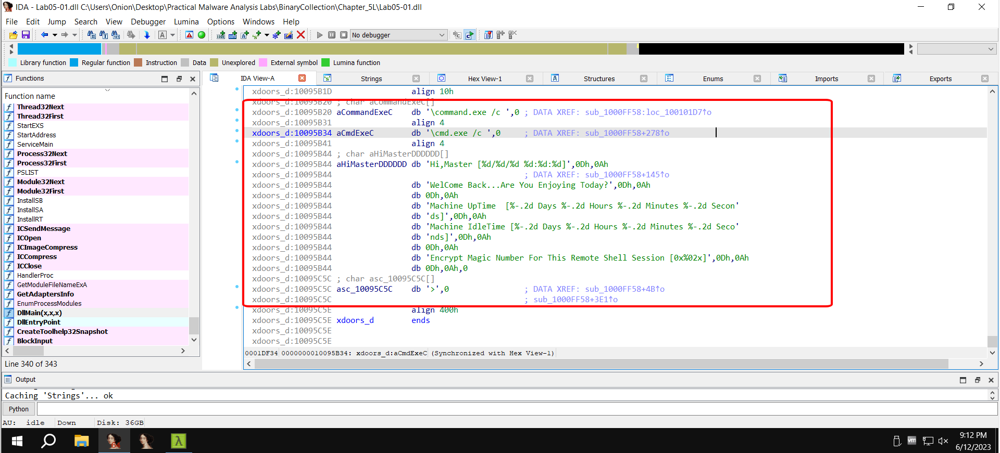 IDA - Lab05-01.dll C:\Users\Onion\Desktop\Practical Malware Analysis Labs\BinaryCollection\Chapter_5L\Lab05-01.dll
File Edit Jump Search View Debugger Lumina Options Windows Help
No debugger
Library function Regular function Instruction Data Unexplored External symbol Lumina function
Functions
IDA View-A Strings Hex View-1 Structures Enums Imports Exports
Function name
Thread32Next
Thread32First
StartEXS
StartAddress
ServiceMain
Process32Next
Process32First
PSLIST
Module32Next
Module32First
InstallSB
InstallSA
InstallRT
ICSendMessage
ICOpen
ICImageCompress
ICCompress
ICClose
HandlerProc
GetModuleFileNameExA
GetAdaptersInfo
EnumProcessModules
DllMain(x,x,x)
DllEntryPoint
CreateToolhelp32Snapshot
BlockInput
Line 340 of 343
xdoors_d:10095B1D align 10h
xdoors_d:10095B20 ; char aCommandExeC[]
xdoors_d:10095B20 aCommandExeC db '\command.exe /c ',0 ; DATA XREF: sub_1000FF58:loc_100101D7↑o
xdoors_d:10095B31 align 4
xdoors_d:10095B34 aCmdExeC db '\cmd.exe /c ',0 ; DATA XREF: sub_1000FF58+278↑o
xdoors_d:10095B41 align 4
xdoors_d:10095B44 ; char aHiMasterDDDDDD[]
xdoors_d:10095B44 aHiMasterDDDDDD db 'Hi,Master [%d/%d/%d %d:%d:%d]',0Dh,0Ah
xdoors_d:10095B44 ; DATA XREF: sub_1000FF58+145↑o
xdoors_d:10095B44 db 'WelCome Back...Are You Enjoying Today?',0Dh,0Ah
xdoors_d:10095B44 db 0Dh,0Ah
xdoors_d:10095B44 db 'Machine UpTime  [%-.2d Days %-.2d Hours %-.2d Minutes %-.2d Secon'
xdoors_d:10095B44 db 'ds]',0Dh,0Ah
xdoors_d:10095B44 db 'Machine IdleTime [%-.2d Days %-.2d Hours %-.2d Minutes %-.2d Seco'
xdoors_d:10095B44 db 'nds]',0Dh,0Ah
xdoors_d:10095B44 db 0Dh,0Ah
xdoors_d:10095B44 db 'Encrypt Magic Number For This Remote Shell Session [0x%02x]',0Dh,0Ah
xdoors_d:10095B44 db 0Dh,0Ah,0
xdoors_d:10095C5C ; char asc_10095C5C[]
xdoors_d:10095C5C asc_10095C5C db '>',0 ; DATA XREF: sub_1000FF58+4B↑o
xdoors_d:10095C5C ; sub_1000FF58+3E1↑o
xdoors_d:10095C5E align 400h
xdoors_d:10095C5E xdoors_d ends
xdoors_d:10095C5E
xdoors_d:10095C5E
0001DF34 0000000010095B34: xdoors_d:aCmdExeC (Synchronized with Hex View-1)
Output
Caching 'Strings'... ok
Python
AU: idle Down Disk: 36GB
9:12 PM
6/12/2023